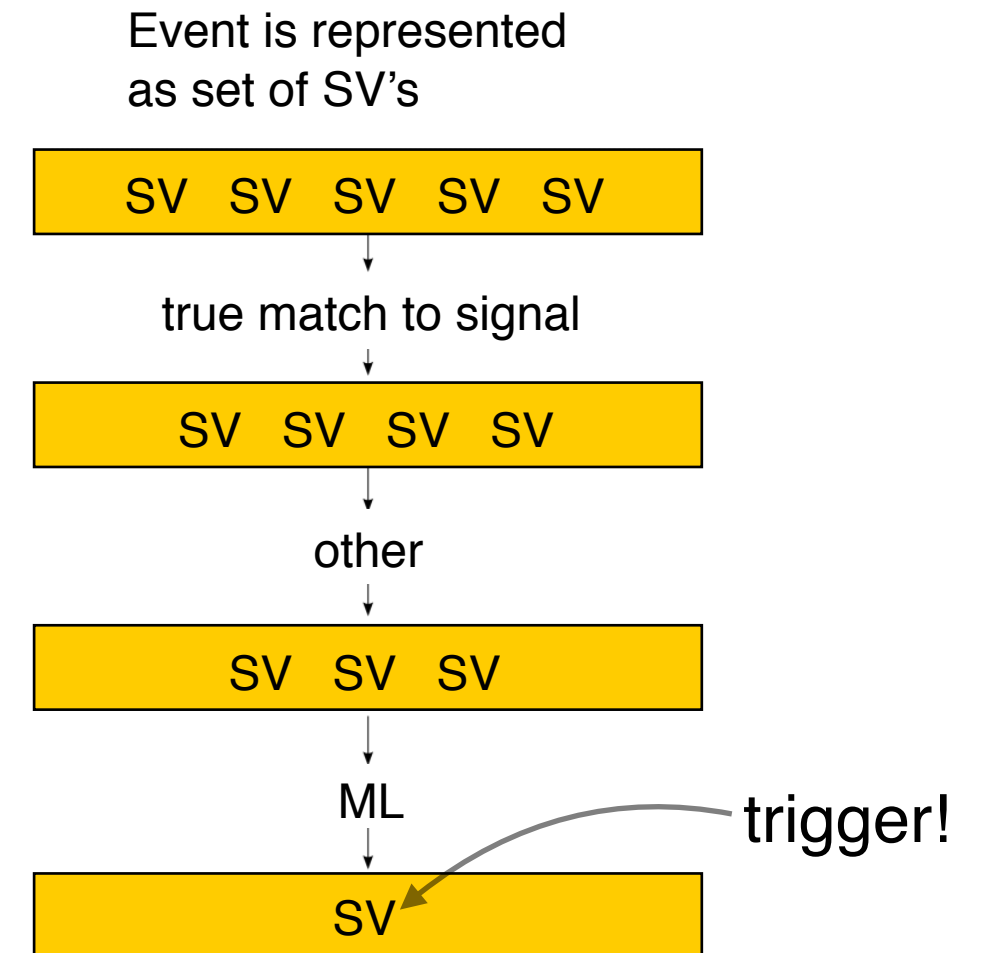 Event is represented
as set of SV’s
SV SV SV SV SV
true match to signal
SV SV SV SV
other
SV SV SV
ML
trigger!
SV